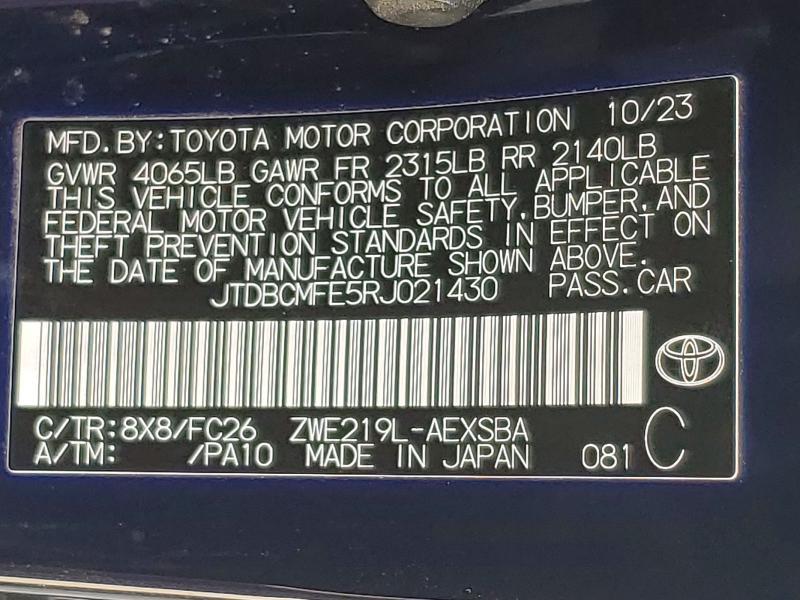 MFD. BY: TOYOTA MOTOR CORPORATION 10/23
GVWR 4065LB GAWR FR 2315LB RR 2140LB
THIS VEHICLE CONFORMS TO ALL APPLICABLE
FEDERAL MOTOR VEHICLE SAFETY, BUMPER, AND
THEFT PREVENTION STANDARDS IN EFFECT ON
THE DATE OF MANUFACTURE SHOWN ABOVE.
JTDBCMFE5RJ021430 PASS. CAR
C/TR: 8X8/FC26 ZWE219L-AEXSBA
A/TM: /PA10 MADE IN JAPAN 081 C